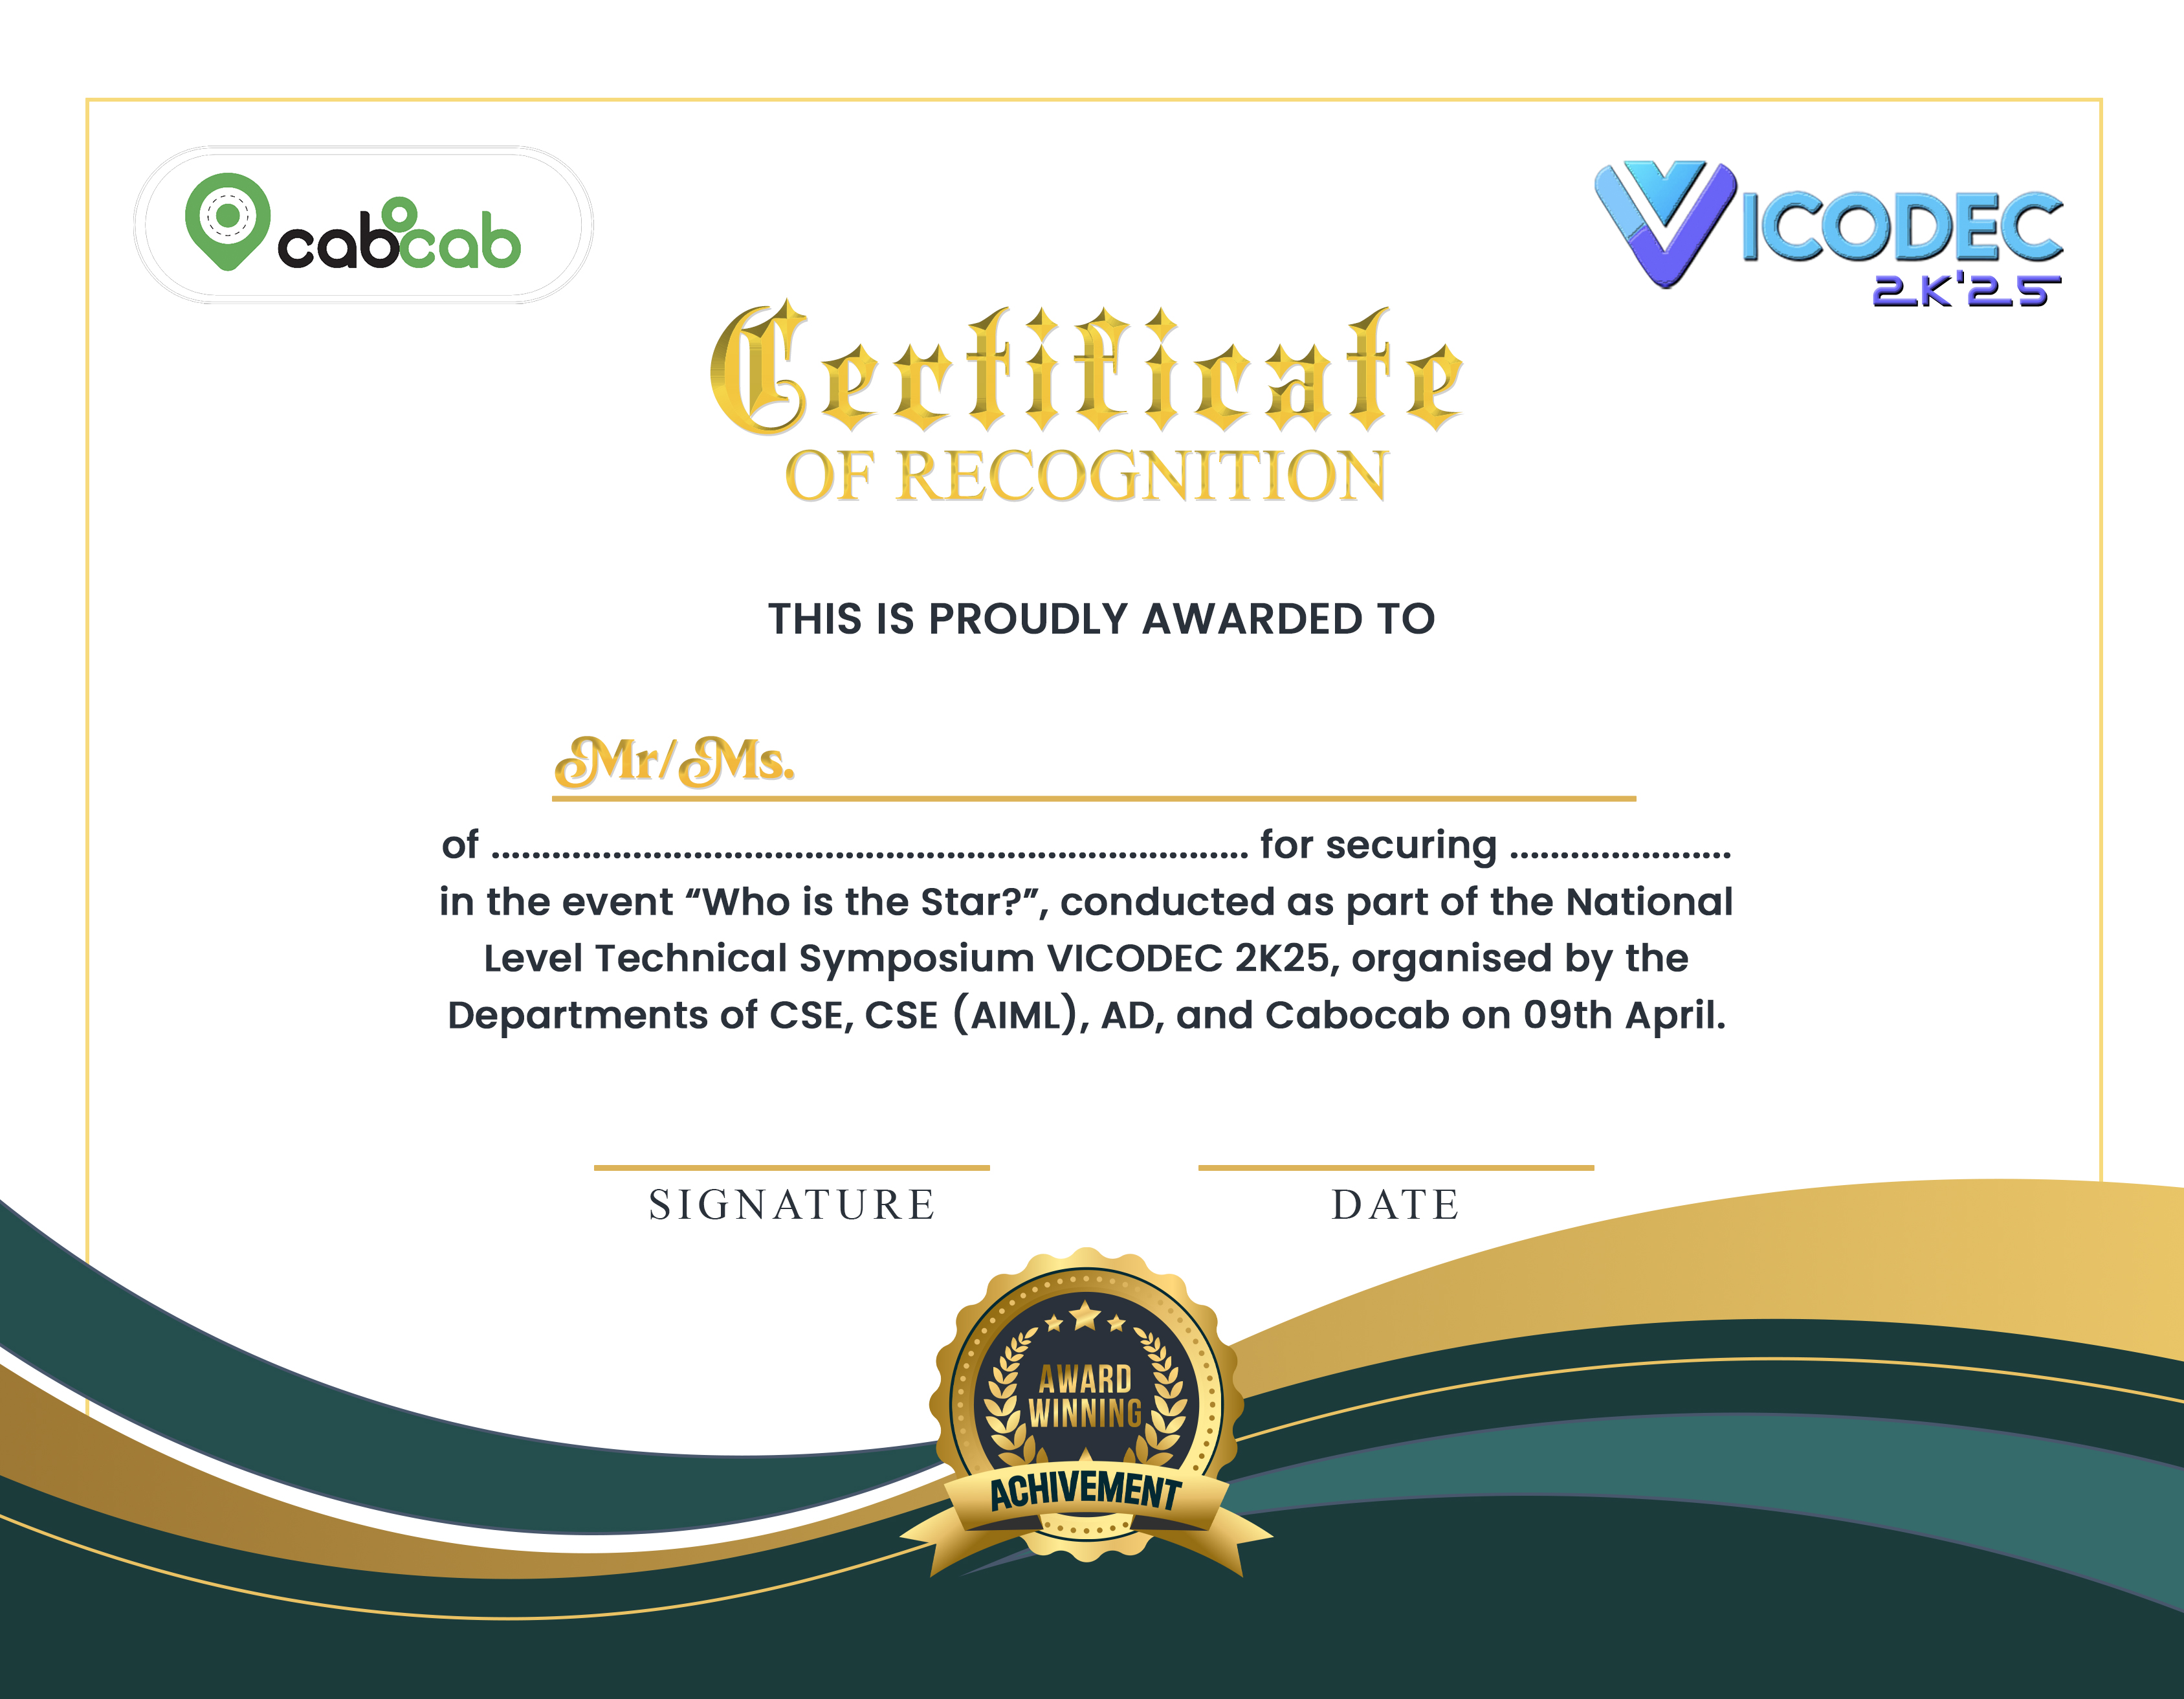 cabocab
VICODEC
2K'25
Certificate
OF RECOGNITION
THIS IS PROUDLY AWARDED TO
Mr/Ms.
of ........................................................................... for securing ......................
in the event “Who is the Star?”, conducted as part of the National
Level Technical Symposium VICODEC 2K25, organised by the
Departments of CSE, CSE (AIML), AD, and Cabocab on 09th April.
SIGNATURE
DATE
AWARD
WINNING
ACHIVEMENT